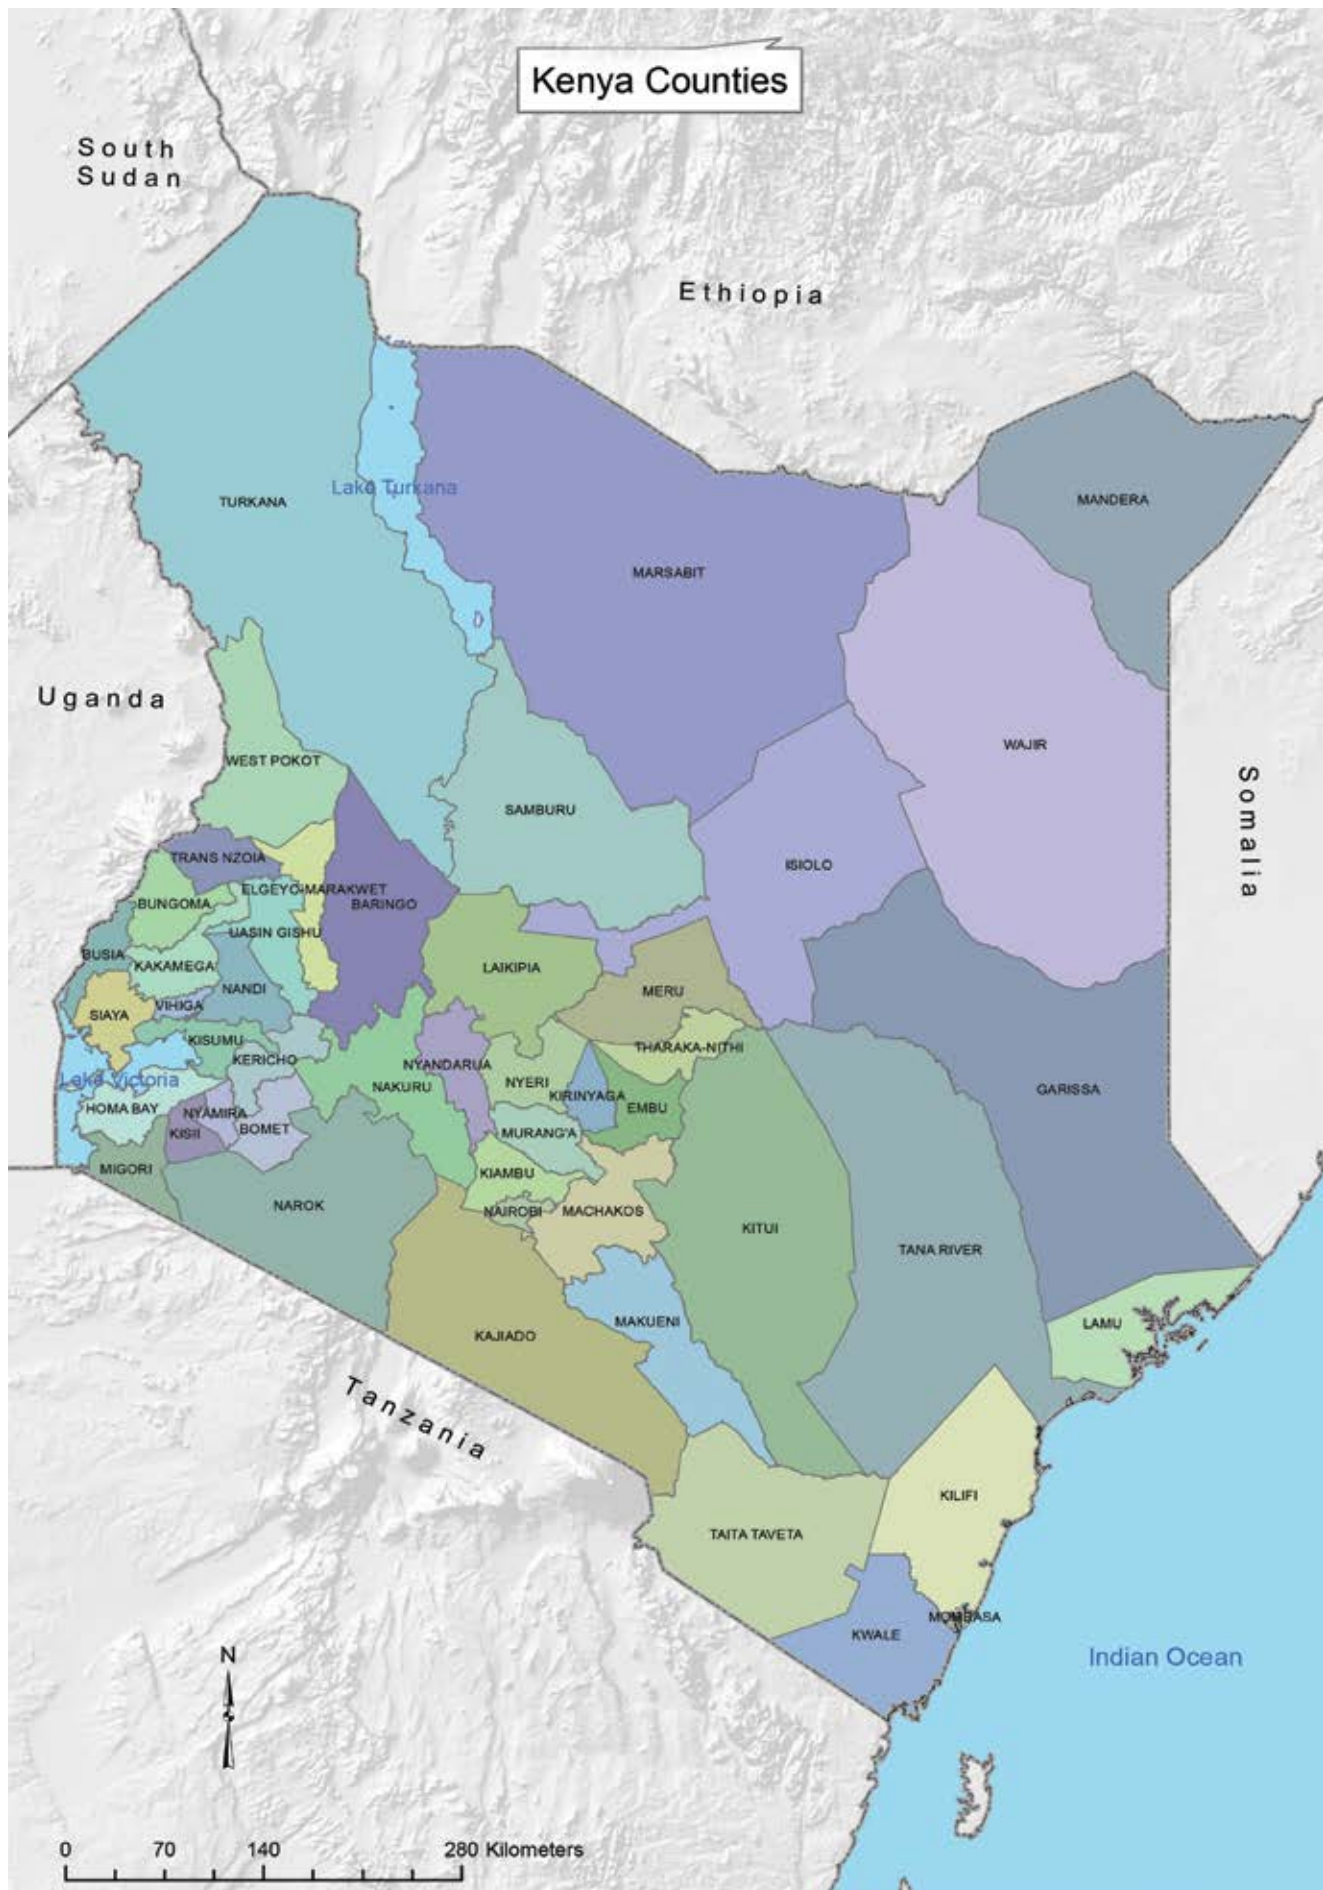 Kenya Counties
South
Sudan
Ethiopia
TURKANA
Lake Turkana
MANDERA
MARSABIT
Uganda
WAJIR
WEST POKOT
Somalia
SAMBURU
ISIOLO
TRANS NZOIA
ELGEYO-MARAKWET
BUNGOMA
BARINGO
UASIN GISHU
BUSIA
KAKAMEGA
LAIKIPIA
NANDI
MERU
VIHIGA
SIAYA
KISUMU
THARAKA-NITHI
KERICHO
NYANDARUA
Lake Victoria
NYERI
NAKURU
GARISSA
KIRINYAGA
HOMA BAY
EMBU
NYAMIRA
BOMET
KISII
MURANG'A
MIGORI
KIAMBU
NAROK
NAIROBI
MACHAKOS
KITUI
TANA RIVER
MAKUENI
LAMU
KAJIADO
Tanzania
KILIFI
TAITA TAVETA
MOMBASA
KWALE
Indian Ocean
N
0 70 140 280 Kilometers